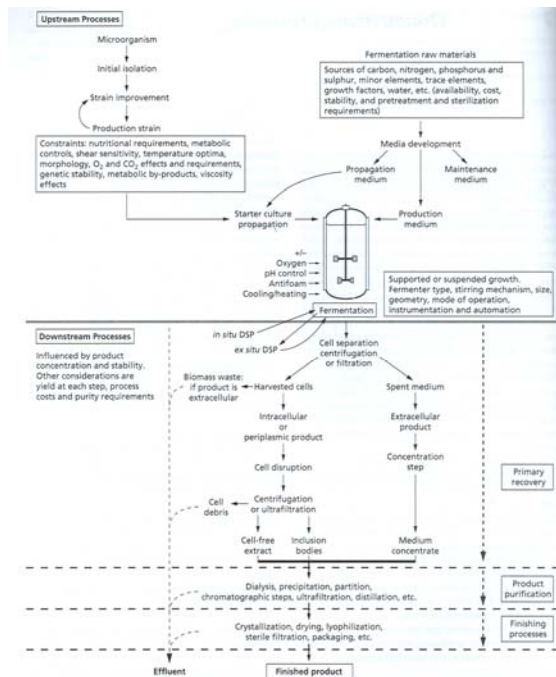 Upstream Processes
Microorganism
Initial isolation
Strain improvement
Production strain
Constraints: nutritional requirements, metabolic
controls, shear sensitivity, temperature optima,
morphology, O2 and CO2 effects and requirements,
genetic stability, metabolic by-products, viscosity
effects
Fermentation raw materials
Sources of carbon, nitrogen, phosphorus and
sulphur, minor elements, trace elements,
growth factors, water, etc. (availability, cost,
stability, and pretreatment and sterilization
requirements)
Media development
Propagation
medium
Maintenance
medium
Starter culture
propagation
Production
medium
+/–
Oxygen
pH control
Antifoam
Cooling/heating
Supported or suspended growth.
Fermenter type, stirring mechanism, size,
geometry, mode of operation,
instrumentation and automation
Fermentation
Downstream Processes
Influenced by product
concentration and stability.
Other considerations are
yield at each step, process
costs and purity requirements
in situ DSP
ex situ DSP
Cell separation
centrifugation
or filtration
Biomass waste:
if product is
extracellular
Harvested cells
Spent medium
Intracellular
or
periplasmic product
Extracellular
product
Cell disruption
Concentration
step
Primary
recovery
Cell
debris
Centrifugation
or ultrafiltration
Cell-free
extract
Inclusion
bodies
Medium
concentrate
Dialysis, precipitation, partition,
chromatographic steps, ultrafiltration, distillation, etc.
Product
purification
Crystallization, drying, lyophilization,
sterile filtration, packaging, etc.
Finishing
processes
Effluent
Finished product